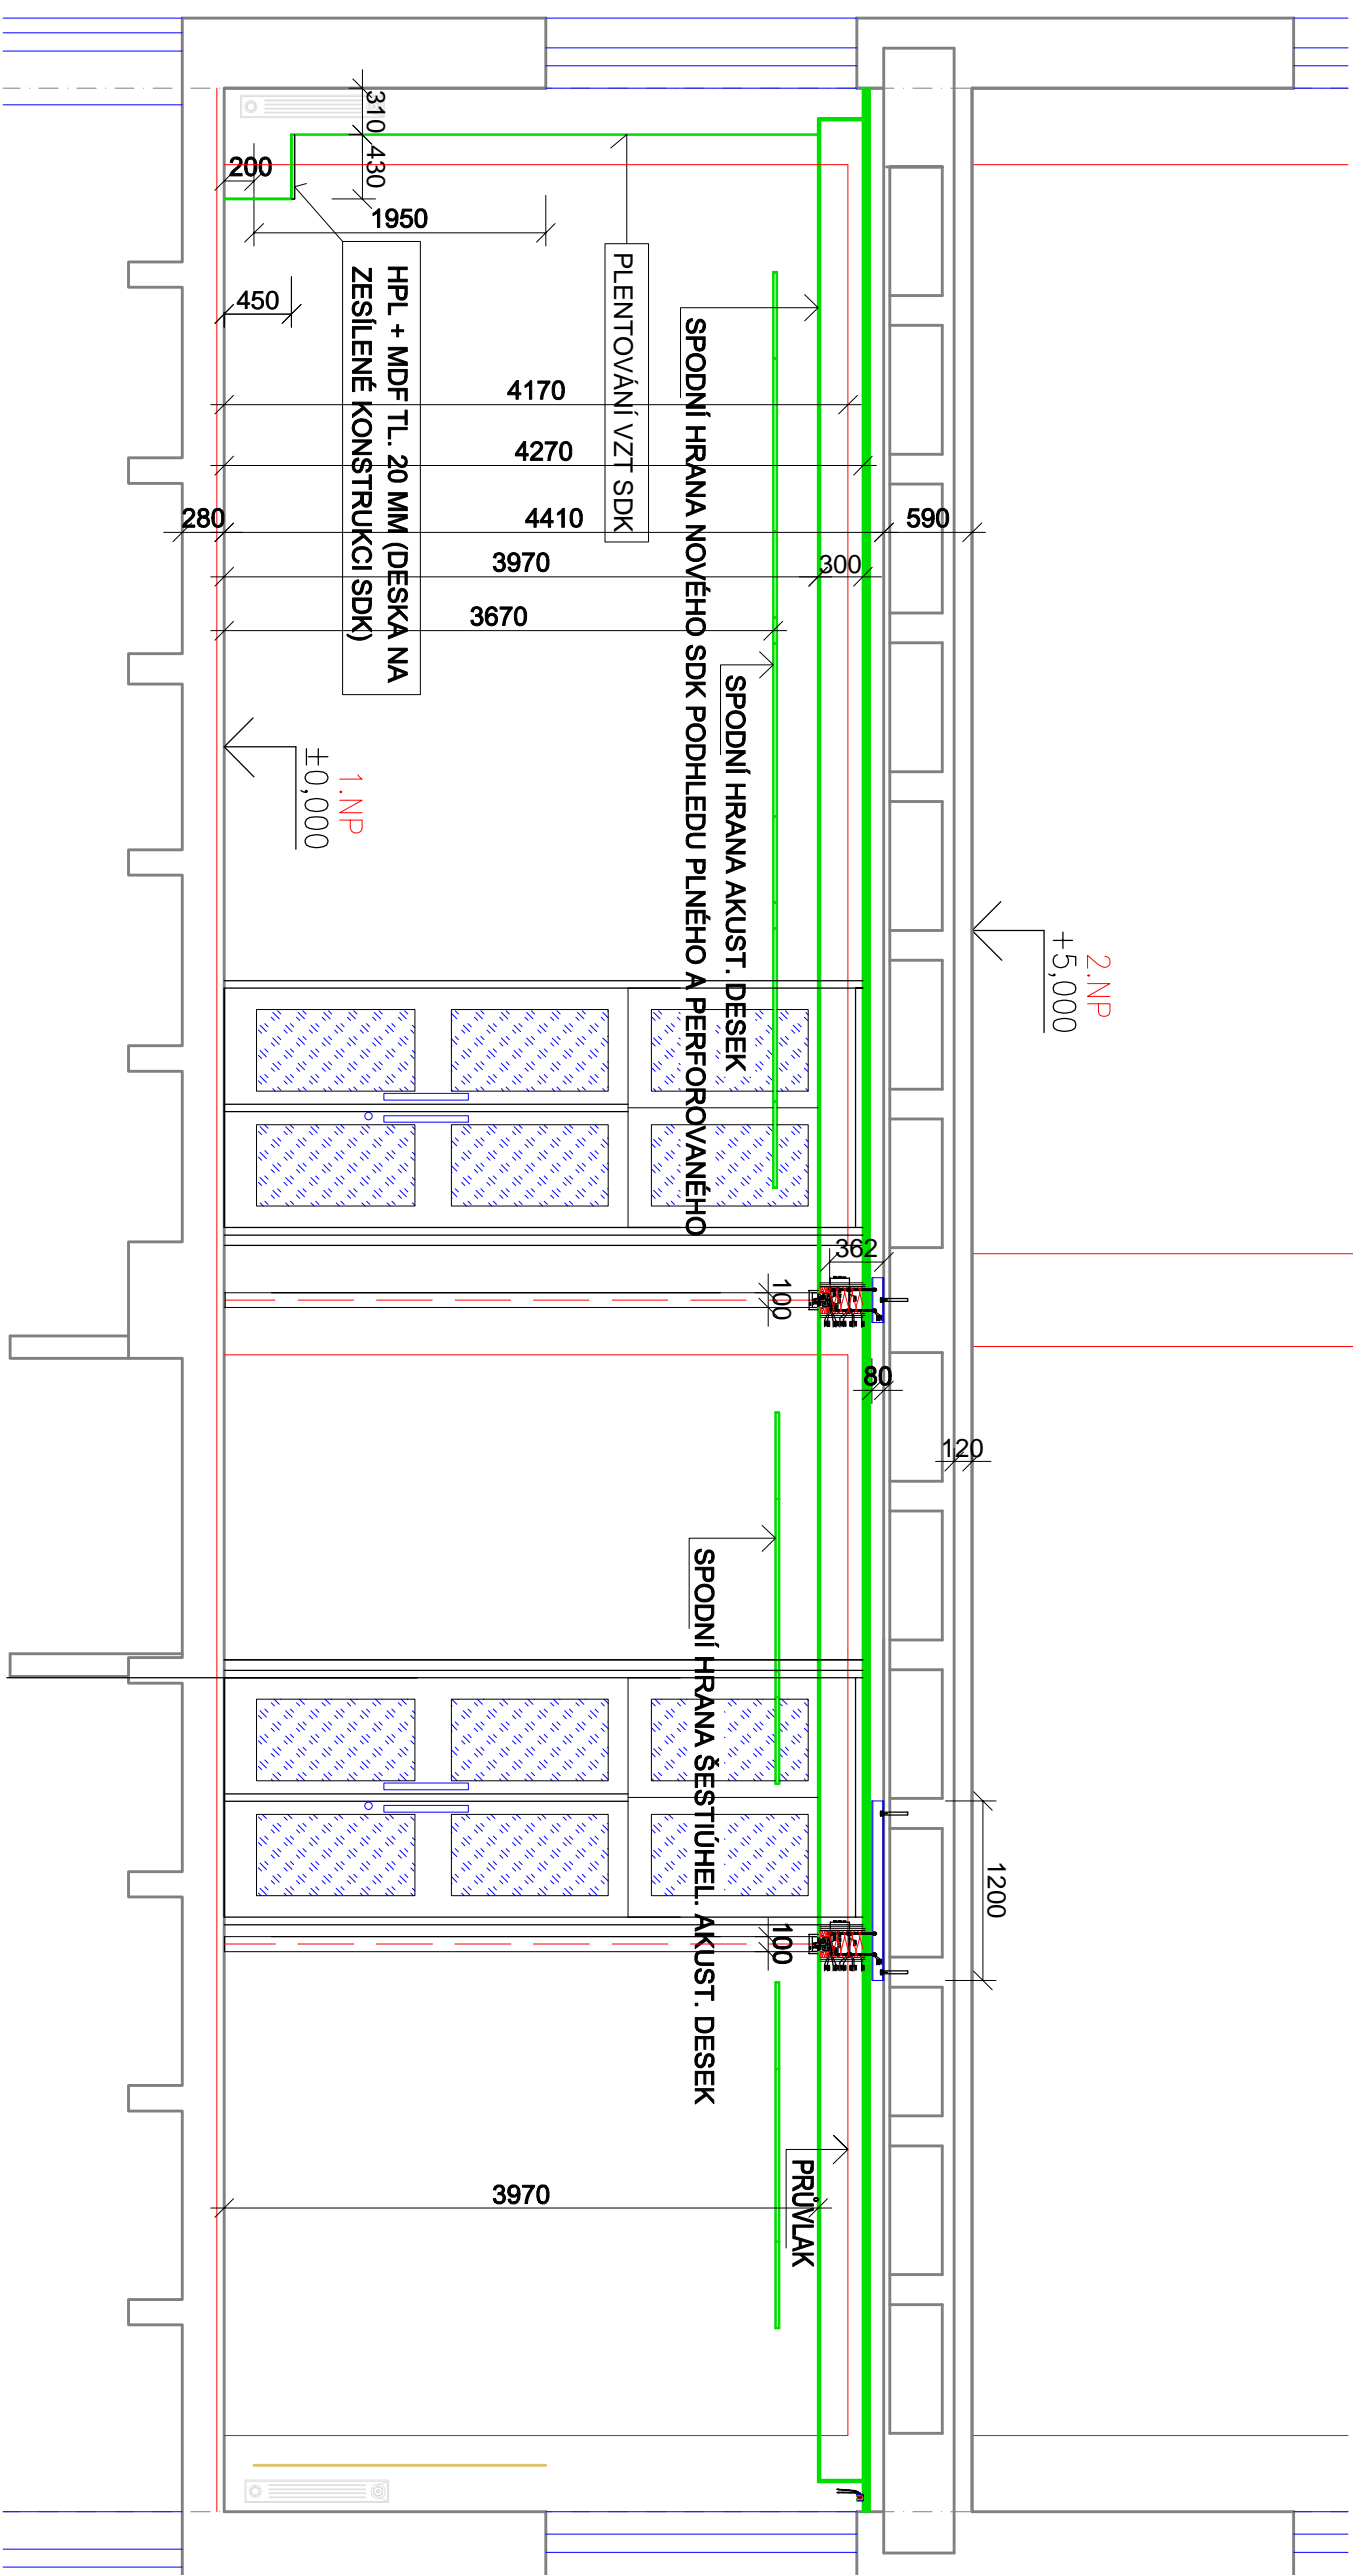 310
430
200
1950
450
HPL + MDF TL. 20 MM (DESKA NA
ZESÍLENÉ KONSTRUKCI SDK)
PLENTOVÁNÍ VZT SDK
SPODNÍ HRANA NOVÉHO SDK PODHLEDU PLNÉHO A PERFOROVANÉHO
SPODNÍ HRANA AKUST. DESEK
4170
4270
280
4410
590
3970
300
3670
1.NP
±0,000
2.NP
+5,000
362
100
80
120
SPODNÍ HRANA ŠESTIÚHEL. AKUST. DESEK
1200
100
PRŮVLAK
3970